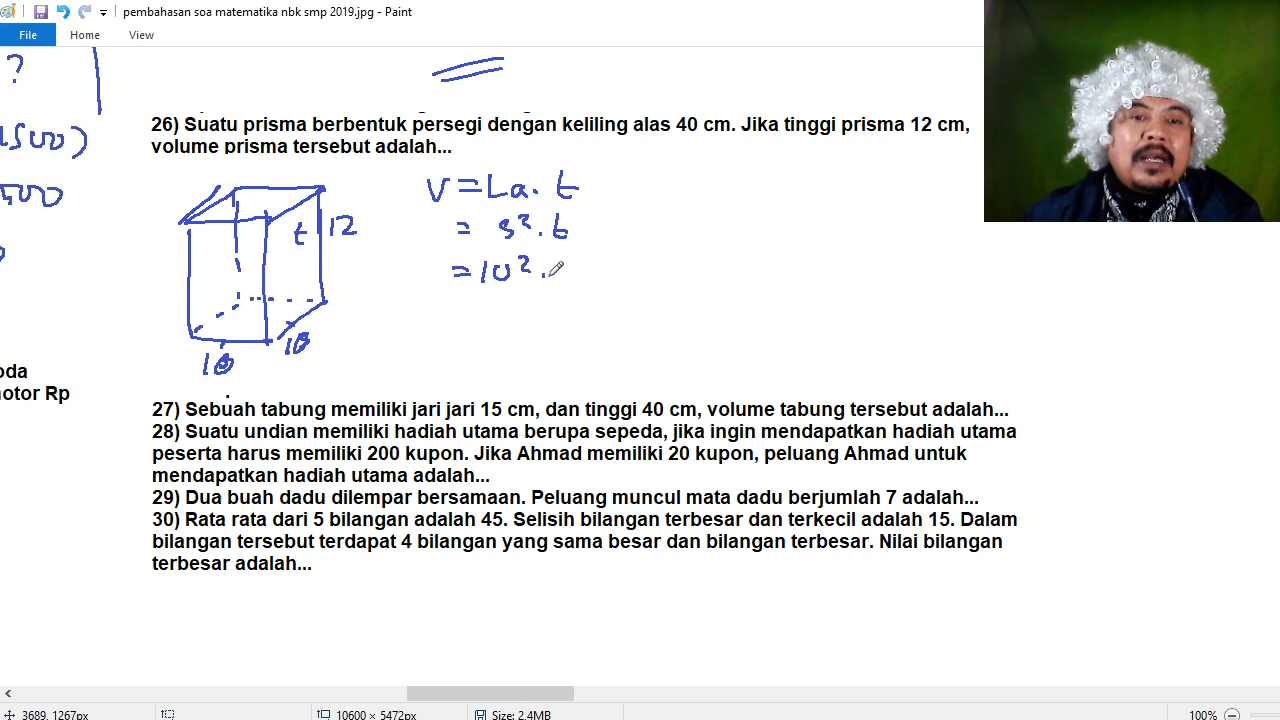 pembahasan soa matematika nbk smp 2019.jpg - Paint
File Home View
?
1500)
500
26) Suatu prisma berbentuk persegi dengan keliling alas 40 cm. Jika tinggi prisma 12 cm,
volume prisma tersebut adalah...
V = La. t
t 12
= s². t
= 10² .
10
10
oda
notor Rp
27) Sebuah tabung memiliki jari jari 15 cm, dan tinggi 40 cm, volume tabung tersebut adalah...
28) Suatu undian memiliki hadiah utama berupa sepeda, jika ingin mendapatkan hadiah utama
peserta harus memiliki 200 kupon. Jika Ahmad memiliki 20 kupon, peluang Ahmad untuk
mendapatkan hadiah utama adalah...
29) Dua buah dadu dilempar bersamaan. Peluang muncul mata dadu berjumlah 7 adalah...
30) Rata rata dari 5 bilangan adalah 45. Selisih bilangan terbesar dan terkecil adalah 15. Dalam
bilangan tersebut terdapat 4 bilangan yang sama besar dan bilangan terbesar. Nilai bilangan
terbesar adalah...
3689, 1267px 10600 × 5472px Size: 2.4MB 100%